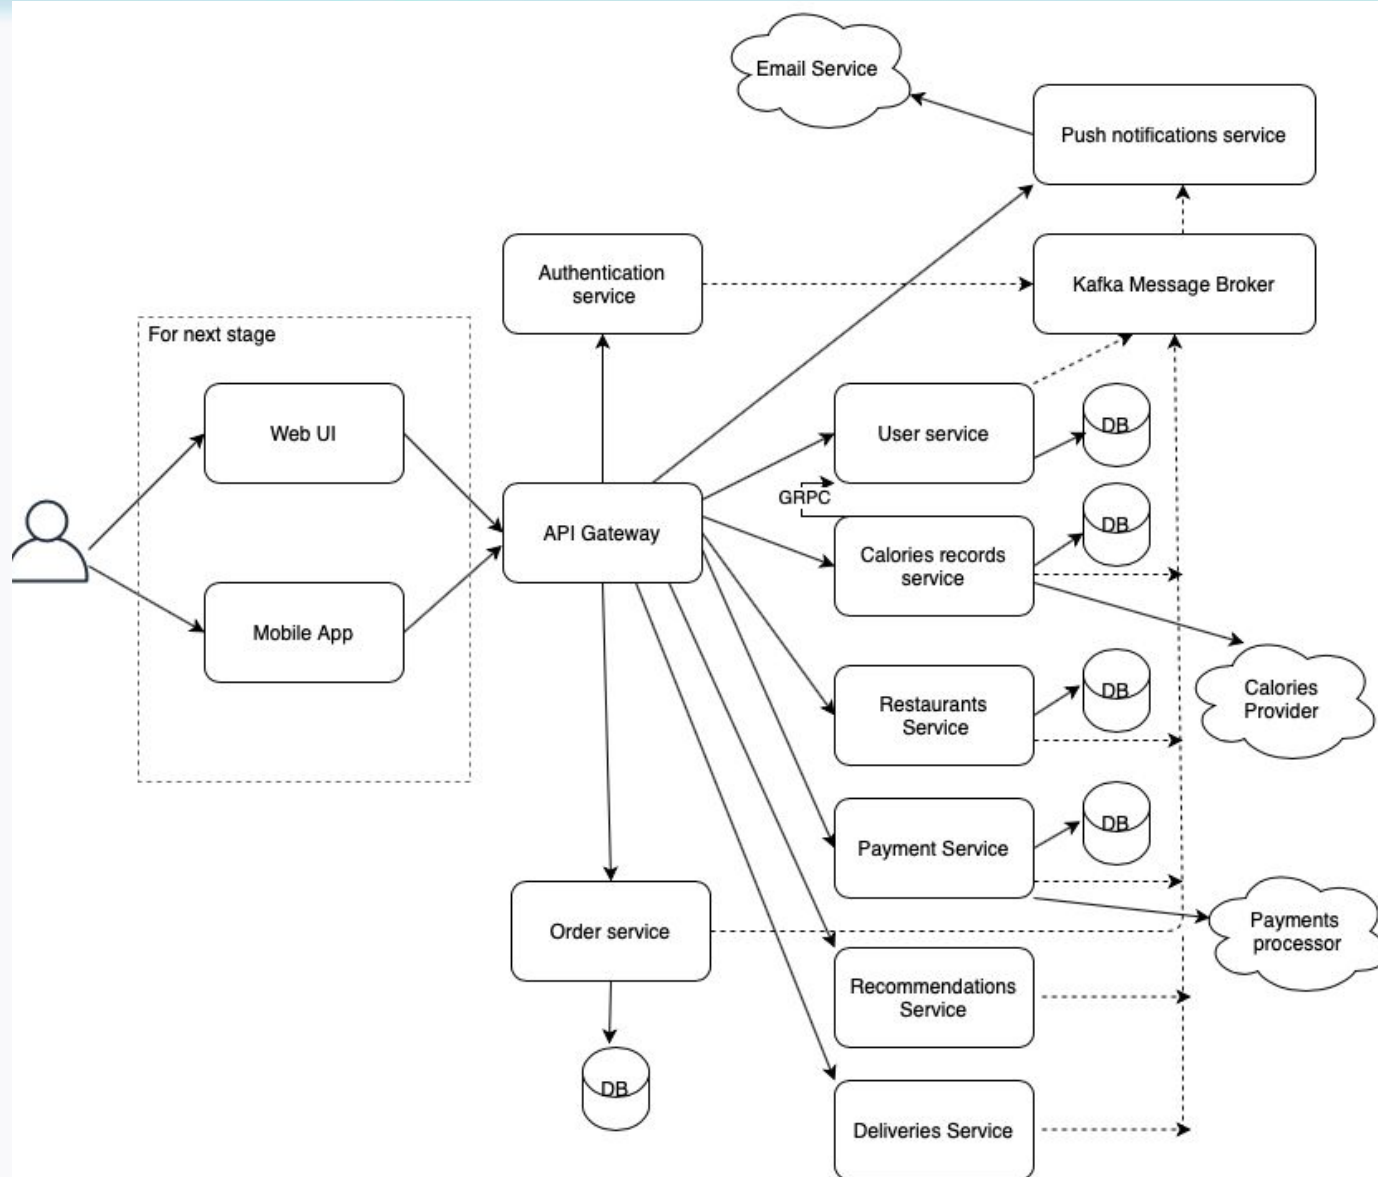 Email Service
Push notifications service
Authentication
service
Kafka Message Broker
For next stage
Web UI
User service
DB
GRPC
DB
API Gateway
Calories records
service
Mobile App
Restaurants
Service
DB
Calories
Provider
Payment Service
DB
Order service
Payments
processor
Recommendations
Service
DB
Deliveries Service